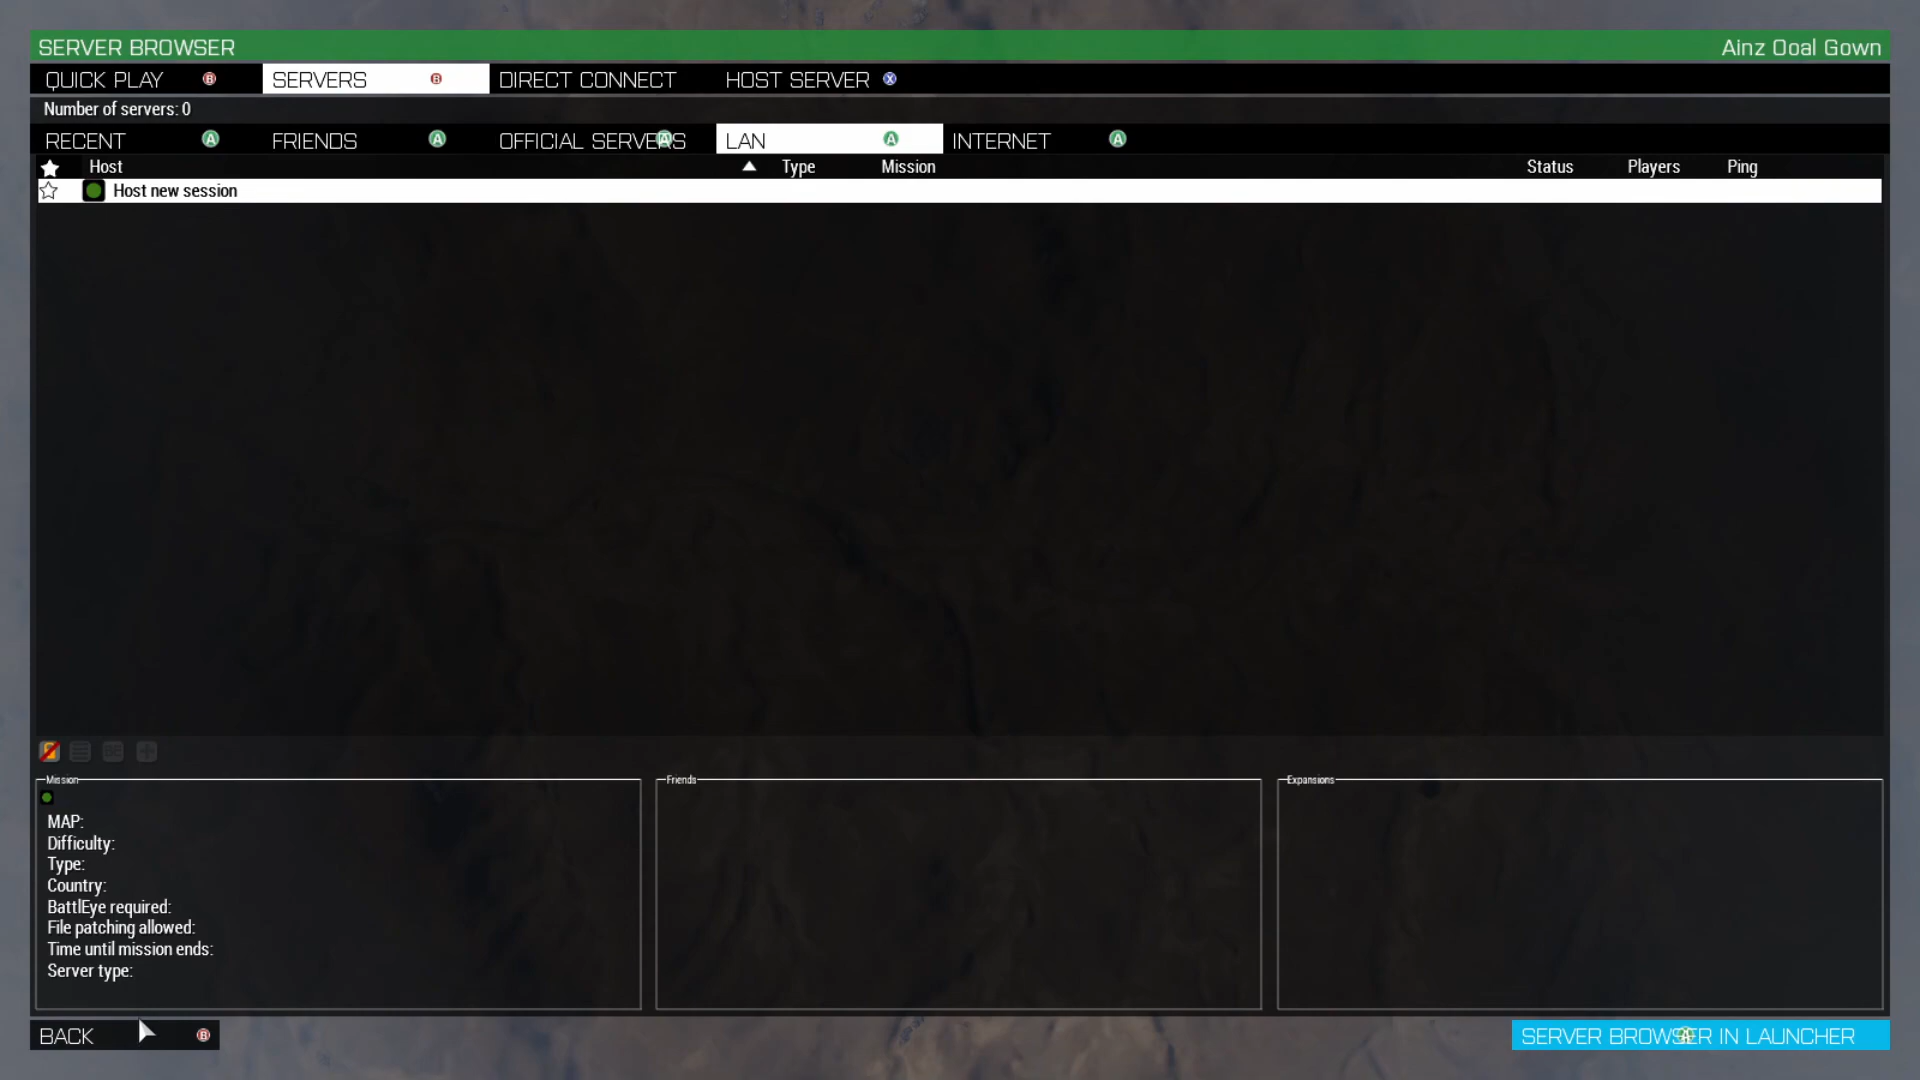 SERVER BROWSER Ainz Ooal Gown
QUICK PLAY B SERVERS B DIRECT CONNECT HOST SERVER X
Number of servers: 0
RECENT A FRIENDS A OFFICIAL SERVERS A LAN A INTERNET A
Host Type Mission Status Players Ping
Host new session
Mission Friends Expansions
MAP:
Difficulty:
Type:
Country:
BattlEye required:
File patching allowed:
Time until mission ends:
Server type:
BACK B SERVER BROWSER IN LAUNCHER A